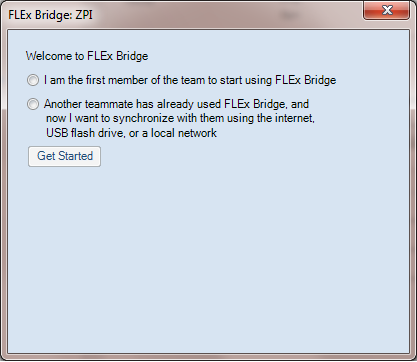 FLEx Bridge: ZPI
Welcome to FLEx Bridge
I am the first member of the team to start using FLEx Bridge
Another teammate has already used FLEx Bridge, and
now I want to synchronize with them using the internet,
USB flash drive, or a local network
Get Started